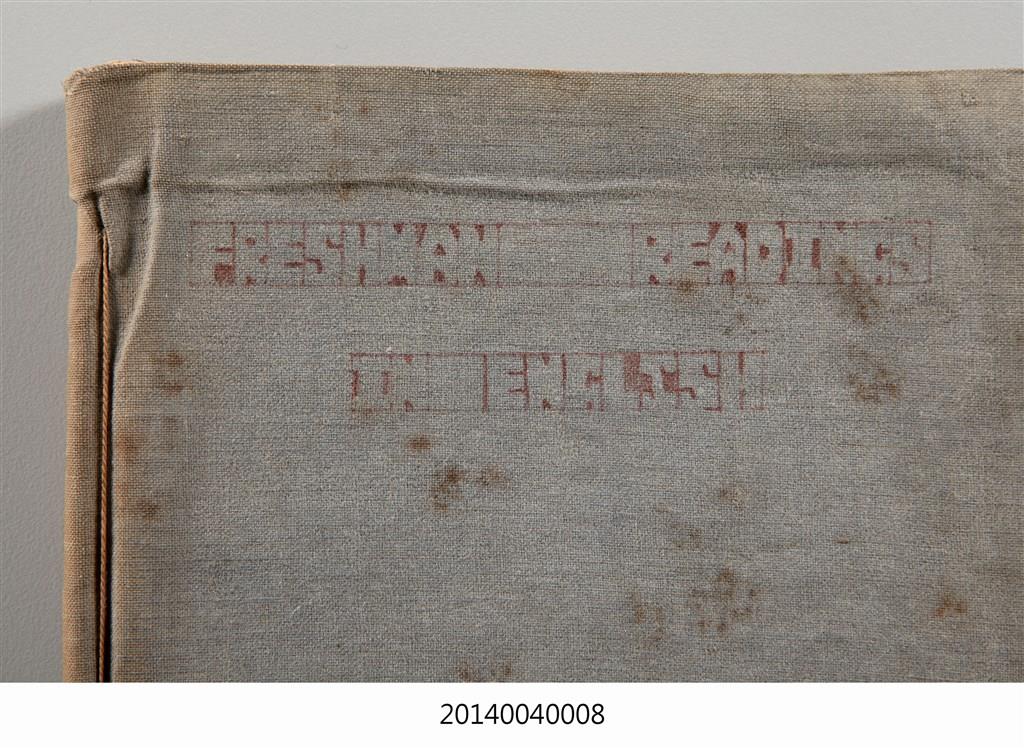 FRESHMAN READINGS
IN ENGLISH
20140040008